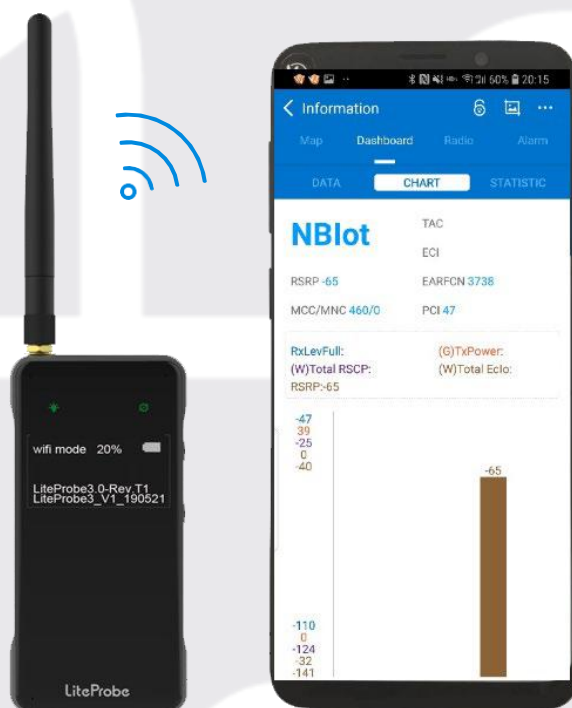 wifi mode 20%
LiteProbe3.0-Rev.T1
LiteProbe3_V1_190521
LiteProbe
60% 20:15
Information
Map Dashboard Radio Alarm
DATA CHART STATISTIC
NBIot
TAC
ECI
RSRP -65
EARFCN 3738
MCC/MNC 460/0
PCI 47
RxLevFull: (G)TxPower:
(W)Total RSCP: (W)Total EcIo:
RSRP:-65
-47
39
-25
0
-40
-65
-110
0
-124
-32
-141